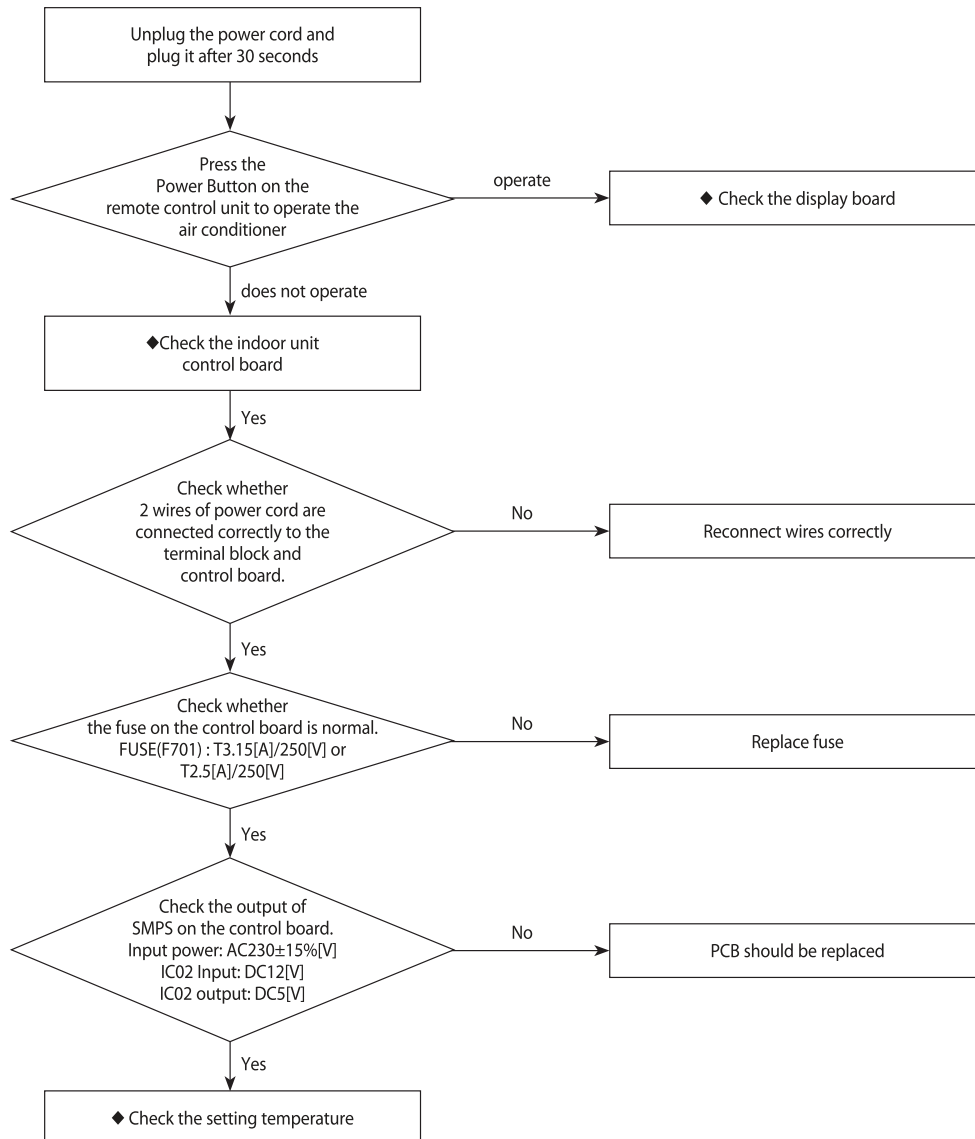 Unplug the power cord and
plug it after 30 seconds
Press the
Power Button on the
remote control unit to operate the
air conditioner
operate
◆ Check the display board
does not operate
◆Check the indoor unit
control board
Yes
Check whether
2 wires of power cord are
connected correctly to the
terminal block and
control board.
No
Reconnect wires correctly
Yes
Check whether
the fuse on the control board is normal.
FUSE(F701) : T3.15[A]/250[V] or
T2.5[A]/250[V]
No
Replace fuse
Yes
Check the output of
SMPS on the control board.
Input power: AC230±15%[V]
IC02 Input: DC12[V]
IC02 output: DC5[V]
No
PCB should be replaced
Yes
◆ Check the setting temperature